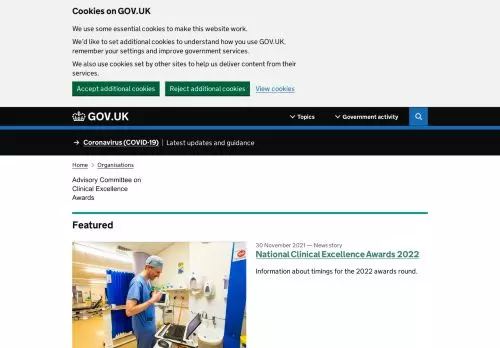 Cookies on GOV.UK
We use some essential cookies to make this website work.
We'd like to set additional cookies to understand how you use GOV.UK,
remember your settings and improve government services.
We also use cookies set by other sites to help us deliver content from their
services.
Accept additional cookies Reject additional cookies View cookies
GOV.UK Topics Government activity
→ Coronavirus (COVID-19) | Latest updates and guidance
Home > Organisations
Advisory Committee on
Clinical Excellence
Awards
Featured
30 November 2021 — News story
National Clinical Excellence Awards 2022
Information about timings for the 2022 awards round.